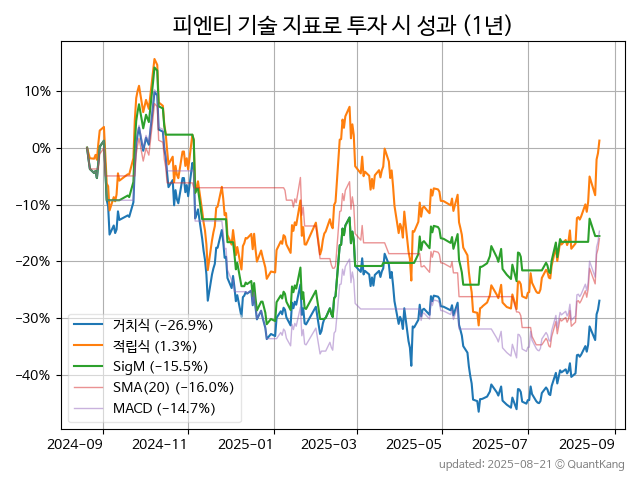 피엔티 기술 지표로 투자 시 성과 (1년)
10%
0%
−10%
−20%
−30%
−40%
거치식 (−26.9%)
적립식 (1.3%)
SigM (−15.5%)
SMA(20) (−16.0%)
MACD (−14.7%)
2024-09 2024-11 2025-01 2025-03 2025-05 2025-07 2025-09
updated: 2025-08-21 © QuantKang